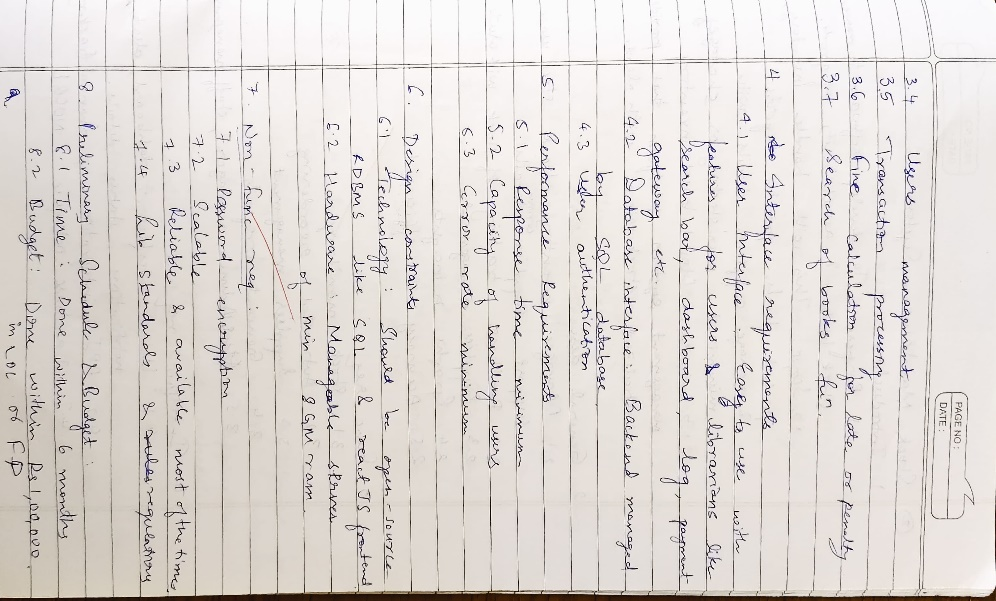 PAGE NO :
DATE :
3.4 Users management
3.5 Transaction processing
3.6 Fine calculation for late or penalty
3.7 Search of books fun.
4. Interface requirements
4.1 User Interface : Easy to use with
features for users & librarians like
search bar, dashboard, log, payment
gateway etc.
4.2 Database interface : Backend managed
by SQL database
4.3 User authentication
5. Performance Requirements
5.1 Response time minimum
5.2 Capacity of handling users
5.3 Error rate minimum
6. Design constraints
6.1 Technology : Should be open-source
RDBMS like SQL & react JS frontend
6.2 Hardware : Manageable servers
of min 8GM ram.
7. Non-func req :
7.1 Password encryption
7.2 Scalable
7.3 Reliable & available most of the times
7.4 Lib standards & regulations
8. Preliminary Schedule & Budget :
8.1 Time : Done within 6 months
8.2 Budget : Done within Rs 1,00,000.
in LOC or FP